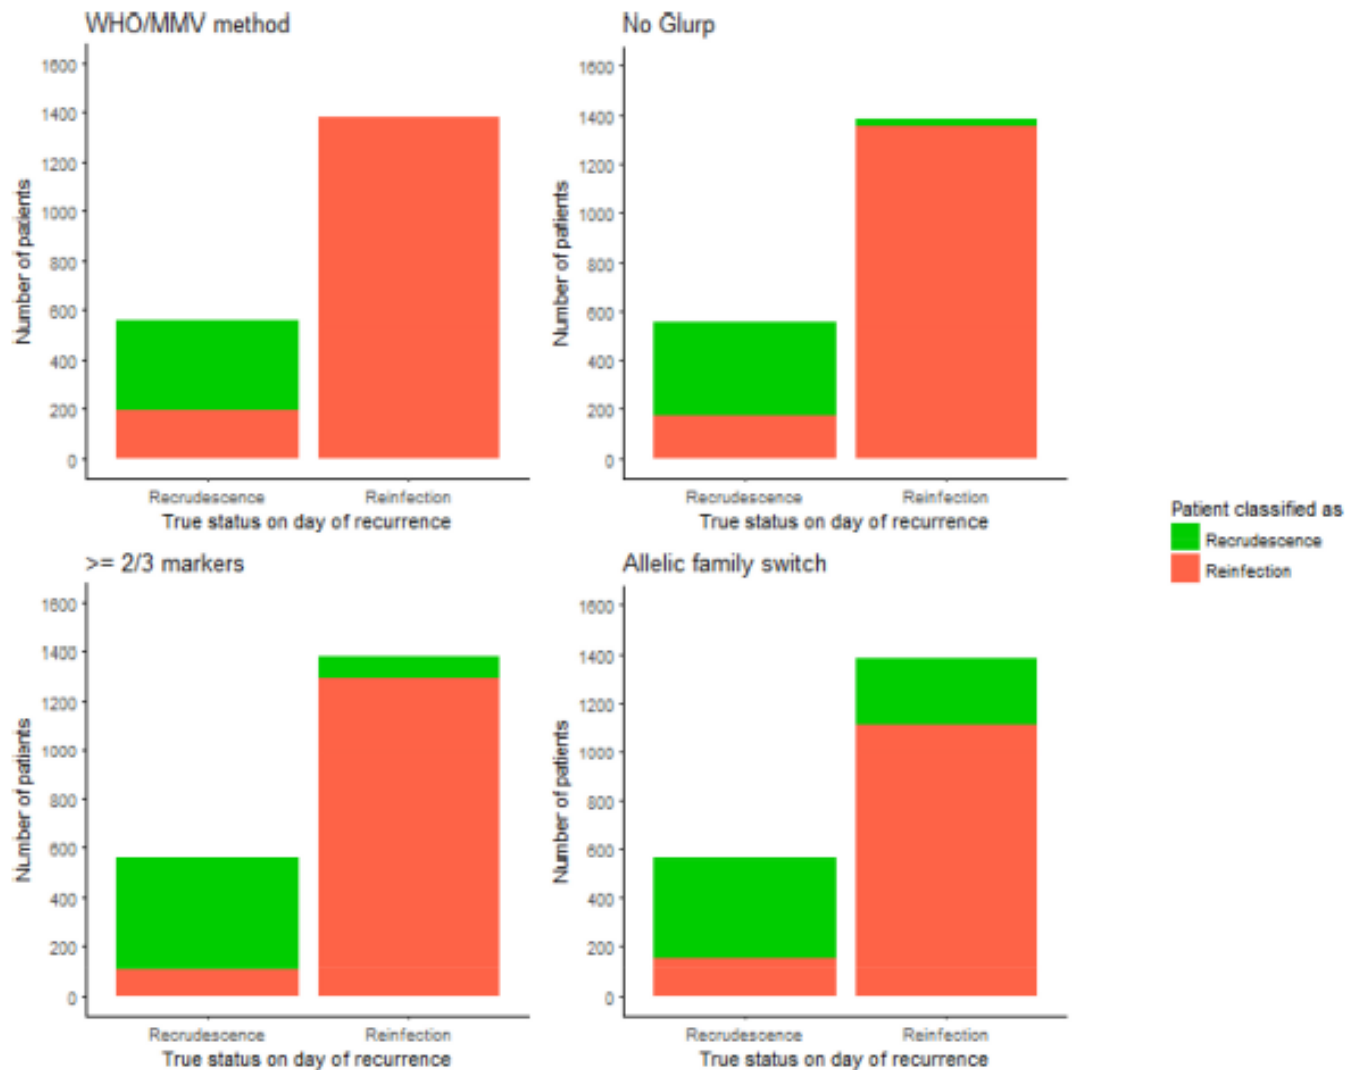 WHO/MMV method
1600
1400
1200
1000
800
600
400
200
0
Number of patients
Recrudescence Reinfection
True status on day of recurrence
No Glurp
1600
1400
1200
1000
800
600
400
200
0
Number of patients
Recrudescence Reinfection
True status on day of recurrence
>= 2/3 markers
1600
1400
1200
1000
800
600
400
200
0
Number of patients
Recrudescence Reinfection
True status on day of recurrence
Allelic family switch
1600
1400
1200
1000
800
600
400
200
0
Number of patients
Recrudescence Reinfection
True status on day of recurrence
Patient classified as
Recrudescence
Reinfection